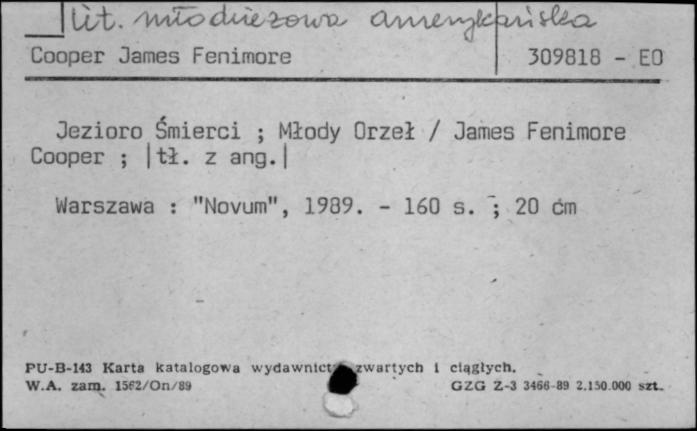 lit. młodzieżowa amerykańska
Cooper James Fenimore 309818 - EO
Jezioro Śmierci ; Młody Orzeł / James Fenimore
Cooper ; |tł. z ang.|
Warszawa : "Novum", 1989. - 160 s. ; 20 cm
PU-B-143 Karta katalogowa wydawnict zwartych i ciągłych.
W.A. zam. 1562/On/89 GZG Z-3 3466-89 2.150.000 szt.